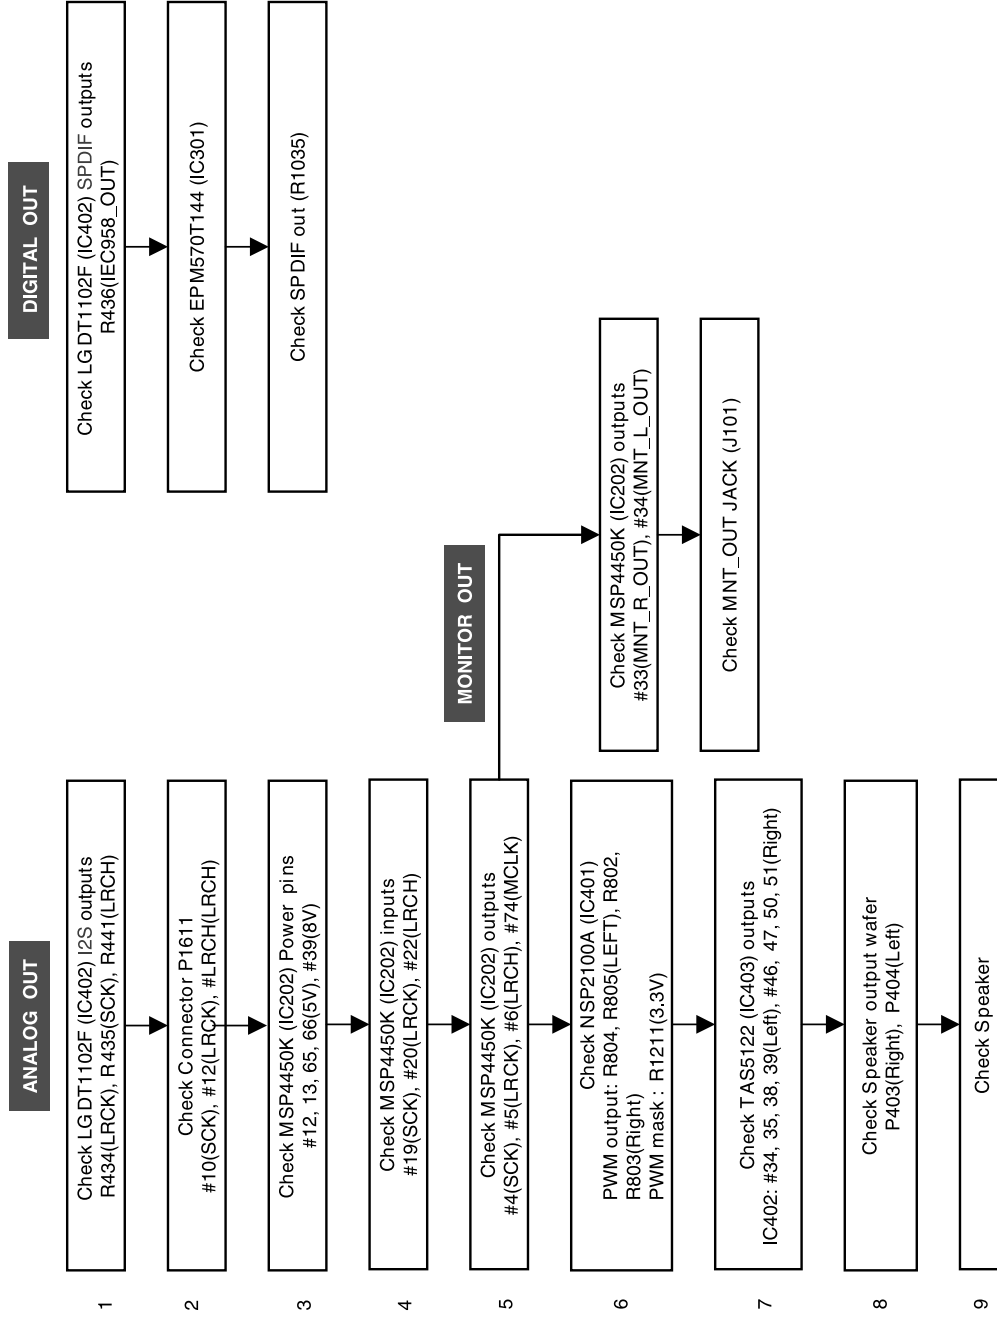 ANALOG OUT
1
Check LGDT1102F (IC402) I2S outputs
R434(LRCK), R435(SCK), R441(LRCH)
2
Check Connector P1611
#10(SCK), #12(LRCK), #LRCH(LRCH)
3
Check MSP4450K (IC202) Power pins
#12, 13, 65, 66(5V), #39(8V)
4
Check MSP4450K (IC202) inputs
#19(SCK), #20(LRCK), #22(LRCH)
5
Check MSP4450K (IC202) outputs
#4(SCK), #5(LRCK), #6(LRCH), #74(MCLK)
6
Check NSP2100A (IC401)
PWM output: R804, R805(LEFT), R802,
R803(Right)
PWM mask : R1211(3.3V)
7
Check TAS5122 (IC403) outputs
IC402: #34, 35, 38, 39(Left), #46, 47, 50, 51(Right)
8
Check Speaker output wafer
P403(Right), P404(Left)
9
Check Speaker
MONITOR OUT
Check MSP4450K (IC202) outputs
#33(MNT_R_OUT), #34(MNT_L_OUT)
Check MNT_OUT JACK (J101)
DIGITAL OUT
Check LGDT1102F (IC402) SPDIF outputs
R436(IEC958_OUT)
Check EPM570T144 (IC301)
Check SPDIF out (R1035)